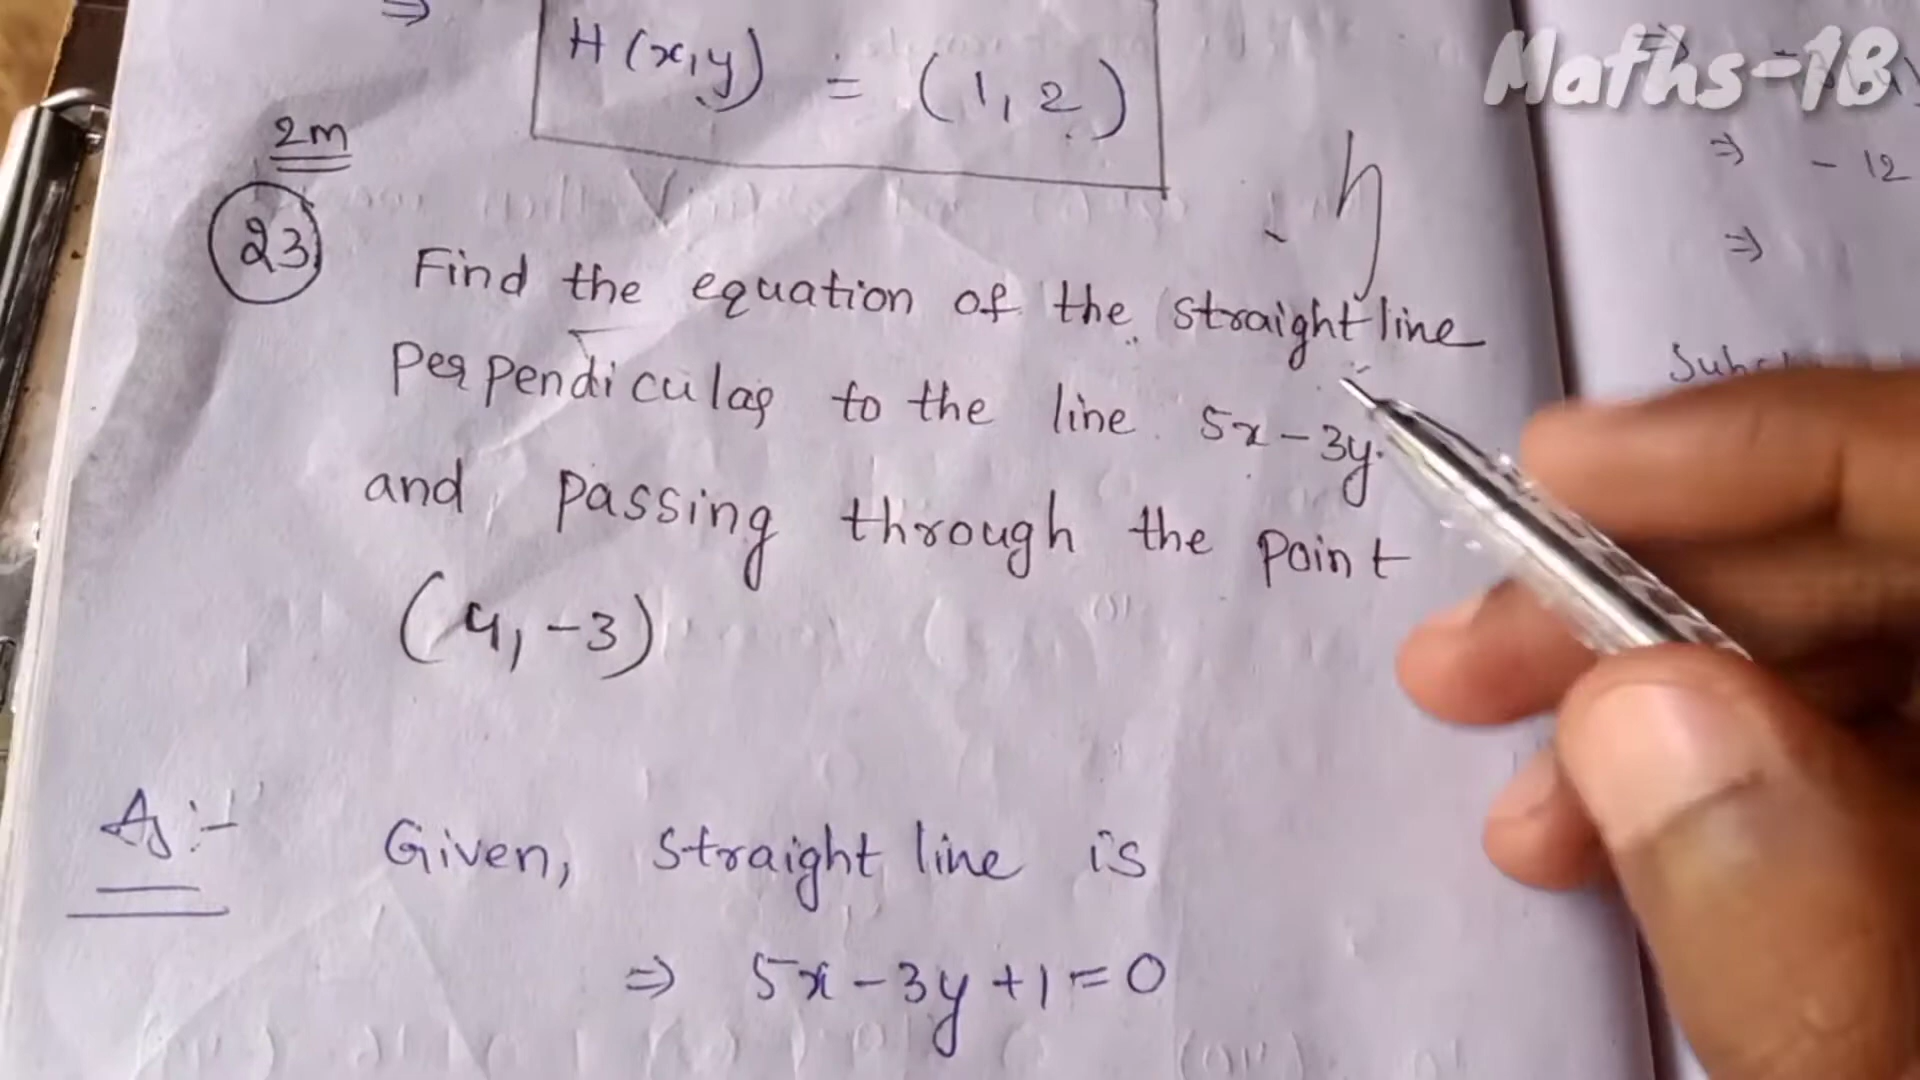 ⇒ H(x,y) = (1,2)
Maths-1B
2m
23 Find the equation of the straight line
perpendicular to the line 5x-3y
and passing through the point
(4,-3)
A:- Given, straight line is
⇒ 5x-3y+1=0
⇒ -12
⇒